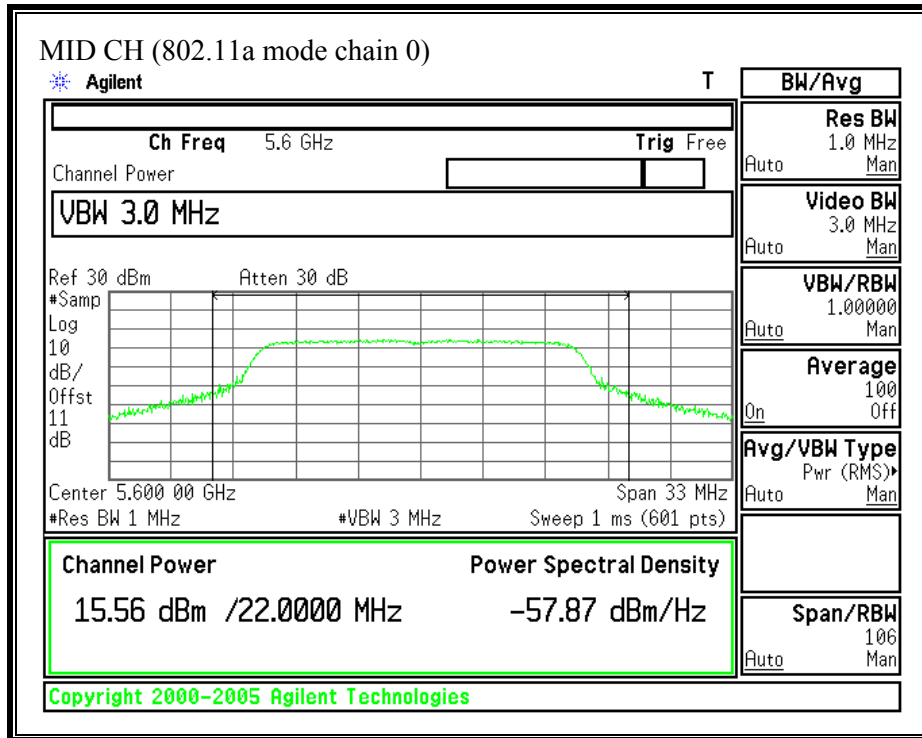 MID CH (802.11a mode chain 0)
Agilent T
Ch Freq 5.6 GHz Trig Free
Channel Power
VBW 3.0 MHz
Ref 30 dBm Atten 30 dB
#Samp
Log
10
dB/
Offst
11
dB
Center 5.600 00 GHz Span 33 MHz
#Res BW 1 MHz #VBW 3 MHz Sweep 1 ms (601 pts)
Channel Power Power Spectral Density
15.56 dBm /22.0000 MHz -57.87 dBm/Hz
Copyright 2000-2005 Agilent Technologies
BW/Avg
Res BW
1.0 MHz
Auto Man
Video BW
3.0 MHz
Auto Man
VBW/RBW
1.00000
Auto Man
Average
100
On Off
Avg/VBW Type
Pwr (RMS)
Auto Man
Span/RBW
106
Auto Man